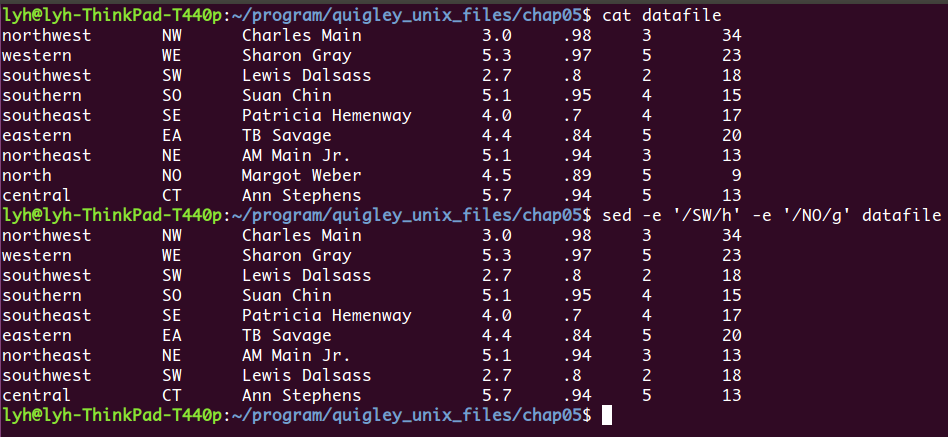 lyh@lyh-ThinkPad-T440p:~/program/quigley_unix_files/chap05$ cat datafile
northwest       NW      Charles Main            3.0     .98     3       34
western         WE      Sharon Gray             5.3     .97     5       23
southwest       SW      Lewis Dalsass           2.7     .8      2       18
southern        SO      Suan Chin               5.1     .95     4       15
southeast       SE      Patricia Hemenway       4.0     .7      4       17
eastern         EA      TB Savage               4.4     .84     5       20
northeast       NE      AM Main Jr.             5.1     .94     3       13
north           NO      Margot Weber            4.5     .89     5        9
central         CT      Ann Stephens            5.7     .94     5       13
lyh@lyh-ThinkPad-T440p:~/program/quigley_unix_files/chap05$ sed -e '/SW/h' -e '/NO/g' datafile
northwest       NW      Charles Main            3.0     .98     3       34
western         WE      Sharon Gray             5.3     .97     5       23
southwest       SW      Lewis Dalsass           2.7     .8      2       18
southern        SO      Suan Chin               5.1     .95     4       15
southeast       SE      Patricia Hemenway       4.0     .7      4       17
eastern         EA      TB Savage               4.4     .84     5       20
northeast       NE      AM Main Jr.             5.1     .94     3       13
southwest       SW      Lewis Dalsass           2.7     .8      2       18
central         CT      Ann Stephens            5.7     .94     5       13
lyh@lyh-ThinkPad-T440p:~/program/quigley_unix_files/chap05$